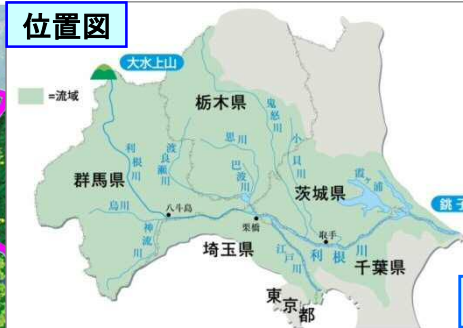 位置図
大水上山
=流域
栃木県
鬼怒川
小貝川
思川
渡良瀬川
巴波川
利根川
群馬県
茨城県
霞ヶ浦
銚子
烏川
八斗島
神流川
栗橋
取手
利根川
埼玉県
江戸川
千葉県
東京都